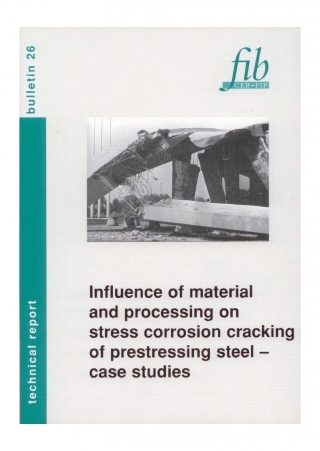 bulletin 26
fib
CEB-FIP
Influence of material
and processing on
stress corrosion cracking
of prestressing steel –
case studies
technical report